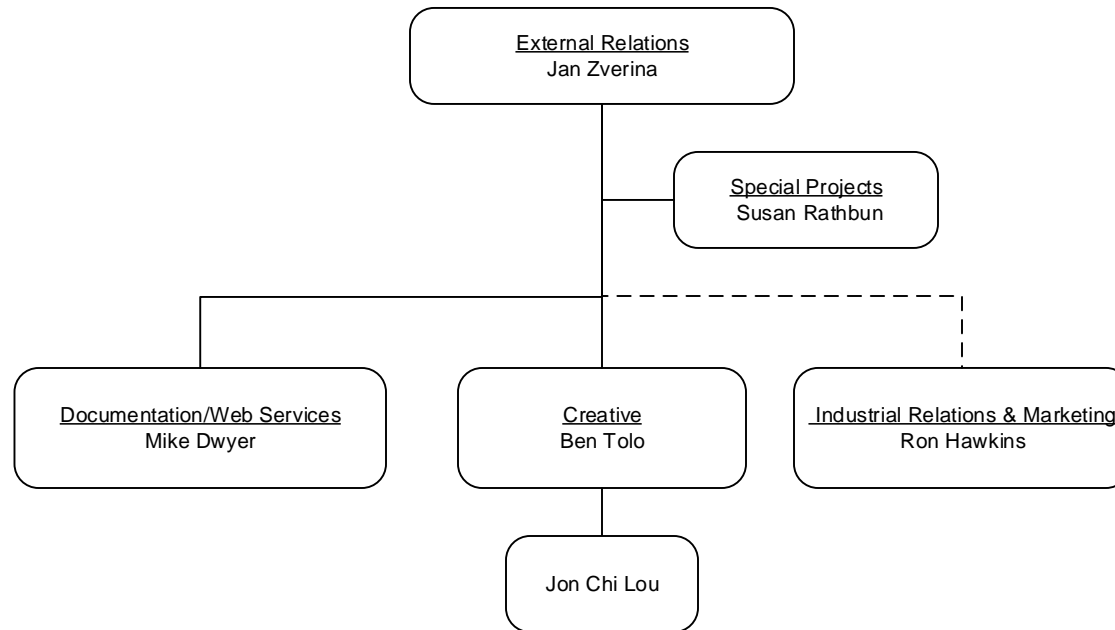 External Relations
Jan Zverina
Special Projects
Susan Rathbun
Documentation/Web Services
Mike Dwyer
Creative
Ben Tolo
Industrial Relations & Marketing
Ron Hawkins
Jon Chi Lou